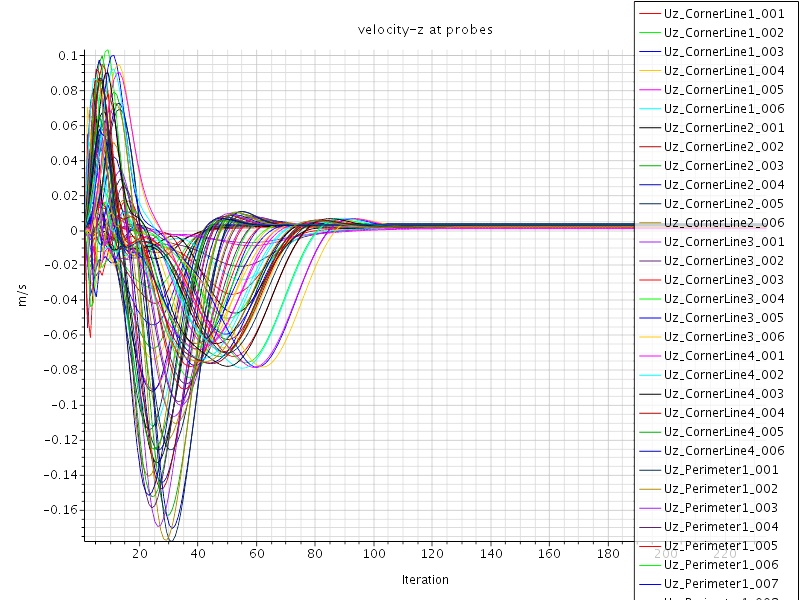 velocity-z at probes
m/s
0.1
0.08
0.06
0.04
0.02
0
−0.02
−0.04
−0.06
−0.08
−0.1
−0.12
−0.14
−0.16
20 40 60 80 100 120 140 160 180 200 220
Iteration
Uz_CornerLine1_001
Uz_CornerLine1_002
Uz_CornerLine1_003
Uz_CornerLine1_004
Uz_CornerLine1_005
Uz_CornerLine1_006
Uz_CornerLine2_001
Uz_CornerLine2_002
Uz_CornerLine2_003
Uz_CornerLine2_004
Uz_CornerLine2_005
Uz_CornerLine2_006
Uz_CornerLine3_001
Uz_CornerLine3_002
Uz_CornerLine3_003
Uz_CornerLine3_004
Uz_CornerLine3_005
Uz_CornerLine3_006
Uz_CornerLine4_001
Uz_CornerLine4_002
Uz_CornerLine4_003
Uz_CornerLine4_004
Uz_CornerLine4_005
Uz_CornerLine4_006
Uz_Perimeter1_001
Uz_Perimeter1_002
Uz_Perimeter1_003
Uz_Perimeter1_004
Uz_Perimeter1_005
Uz_Perimeter1_006
Uz_Perimeter1_007